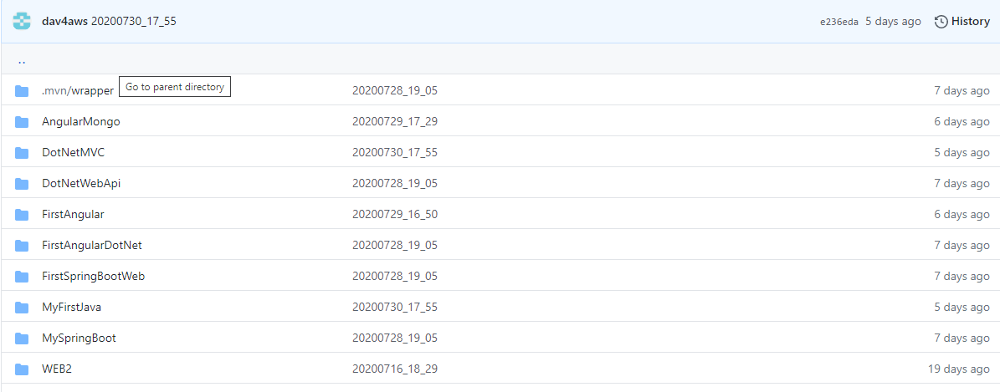 dav4aws 20200730_17_55 e236eda 5 days ago History
..
.mvn/wrapper Go to parent directory 20200728_19_05 7 days ago
AngularMongo 20200729_17_29 6 days ago
DotNetMVC 20200730_17_55 5 days ago
DotNetWebApi 20200728_19_05 7 days ago
FirstAngular 20200729_16_50 6 days ago
FirstAngularDotNet 20200728_19_05 7 days ago
FirstSpringBootWeb 20200728_19_05 7 days ago
MyFirstJava 20200730_17_55 5 days ago
MySpringBoot 20200728_19_05 7 days ago
WEB2 20200716_18_29 19 days ago